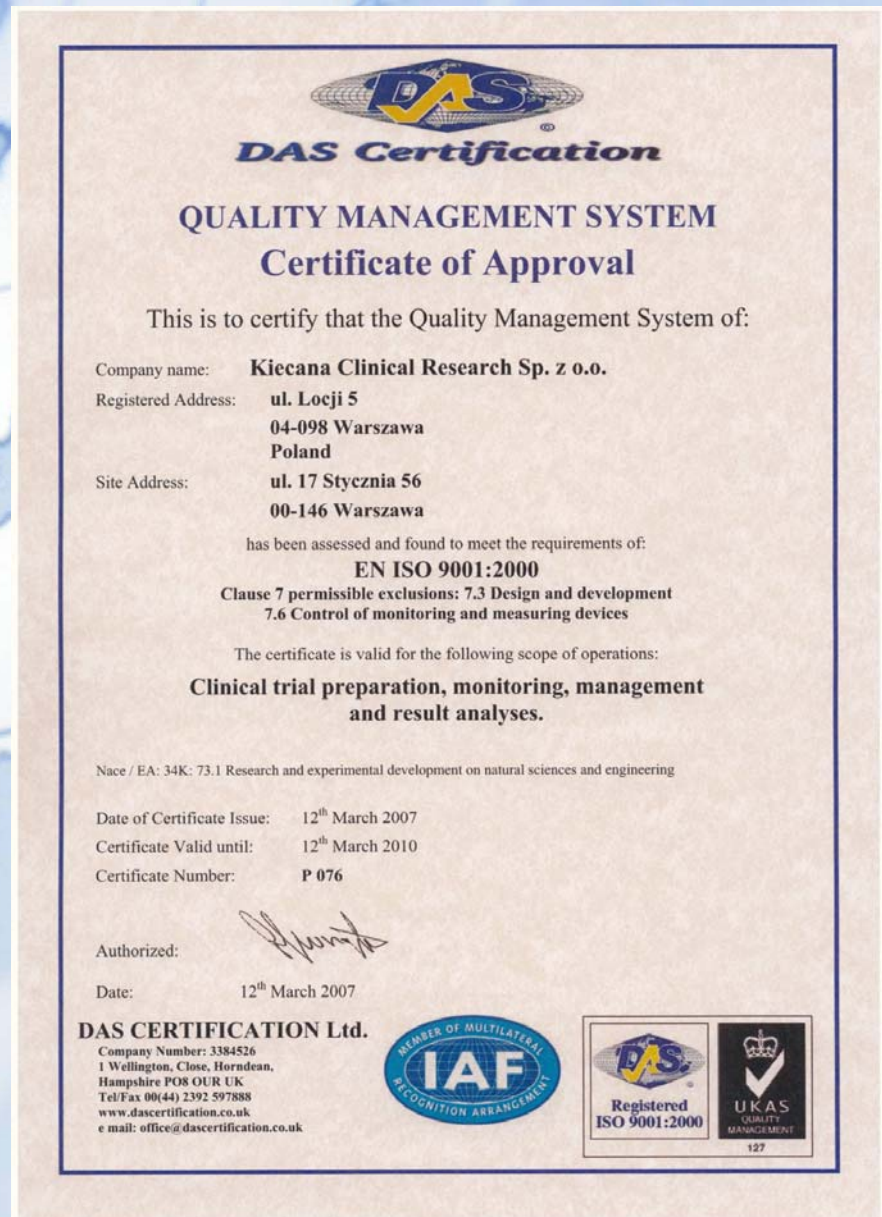 DAS
©
DAS Certification
QUALITY MANAGEMENT SYSTEM
Certificate of Approval
This is to certify that the Quality Management System of:
Company name: Kiecana Clinical Research Sp. z o.o.
Registered Address: ul. Locji 5
04-098 Warszawa
Poland
Site Address: ul. 17 Stycznia 56
00-146 Warszawa
has been assessed and found to meet the requirements of:
EN ISO 9001:2000
Clause 7 permissible exclusions: 7.3 Design and development
7.6 Control of monitoring and measuring devices
The certificate is valid for the following scope of operations:
Clinical trial preparation, monitoring, management
and result analyses.
Nace / EA: 34K: 73.1 Research and experimental development on natural sciences and engineering
Date of Certificate Issue: 12th March 2007
Certificate Valid until: 12th March 2010
Certificate Number: P 076
Authorized:
Date: 12th March 2007
DAS CERTIFICATION Ltd.
Company Number: 3384526
1 Wellington, Close, Horndean,
Hampshire PO8 OUR UK
Tel/Fax 00(44) 2392 597888
www.dascertification.co.uk
e mail: office@dascertification.co.uk
MEMBER OF MULTILATERAL
IAF
RECOGNITION ARRANGEMENT
DAS
Registered
ISO 9001:2000
UKAS
QUALITY
MANAGEMENT
127